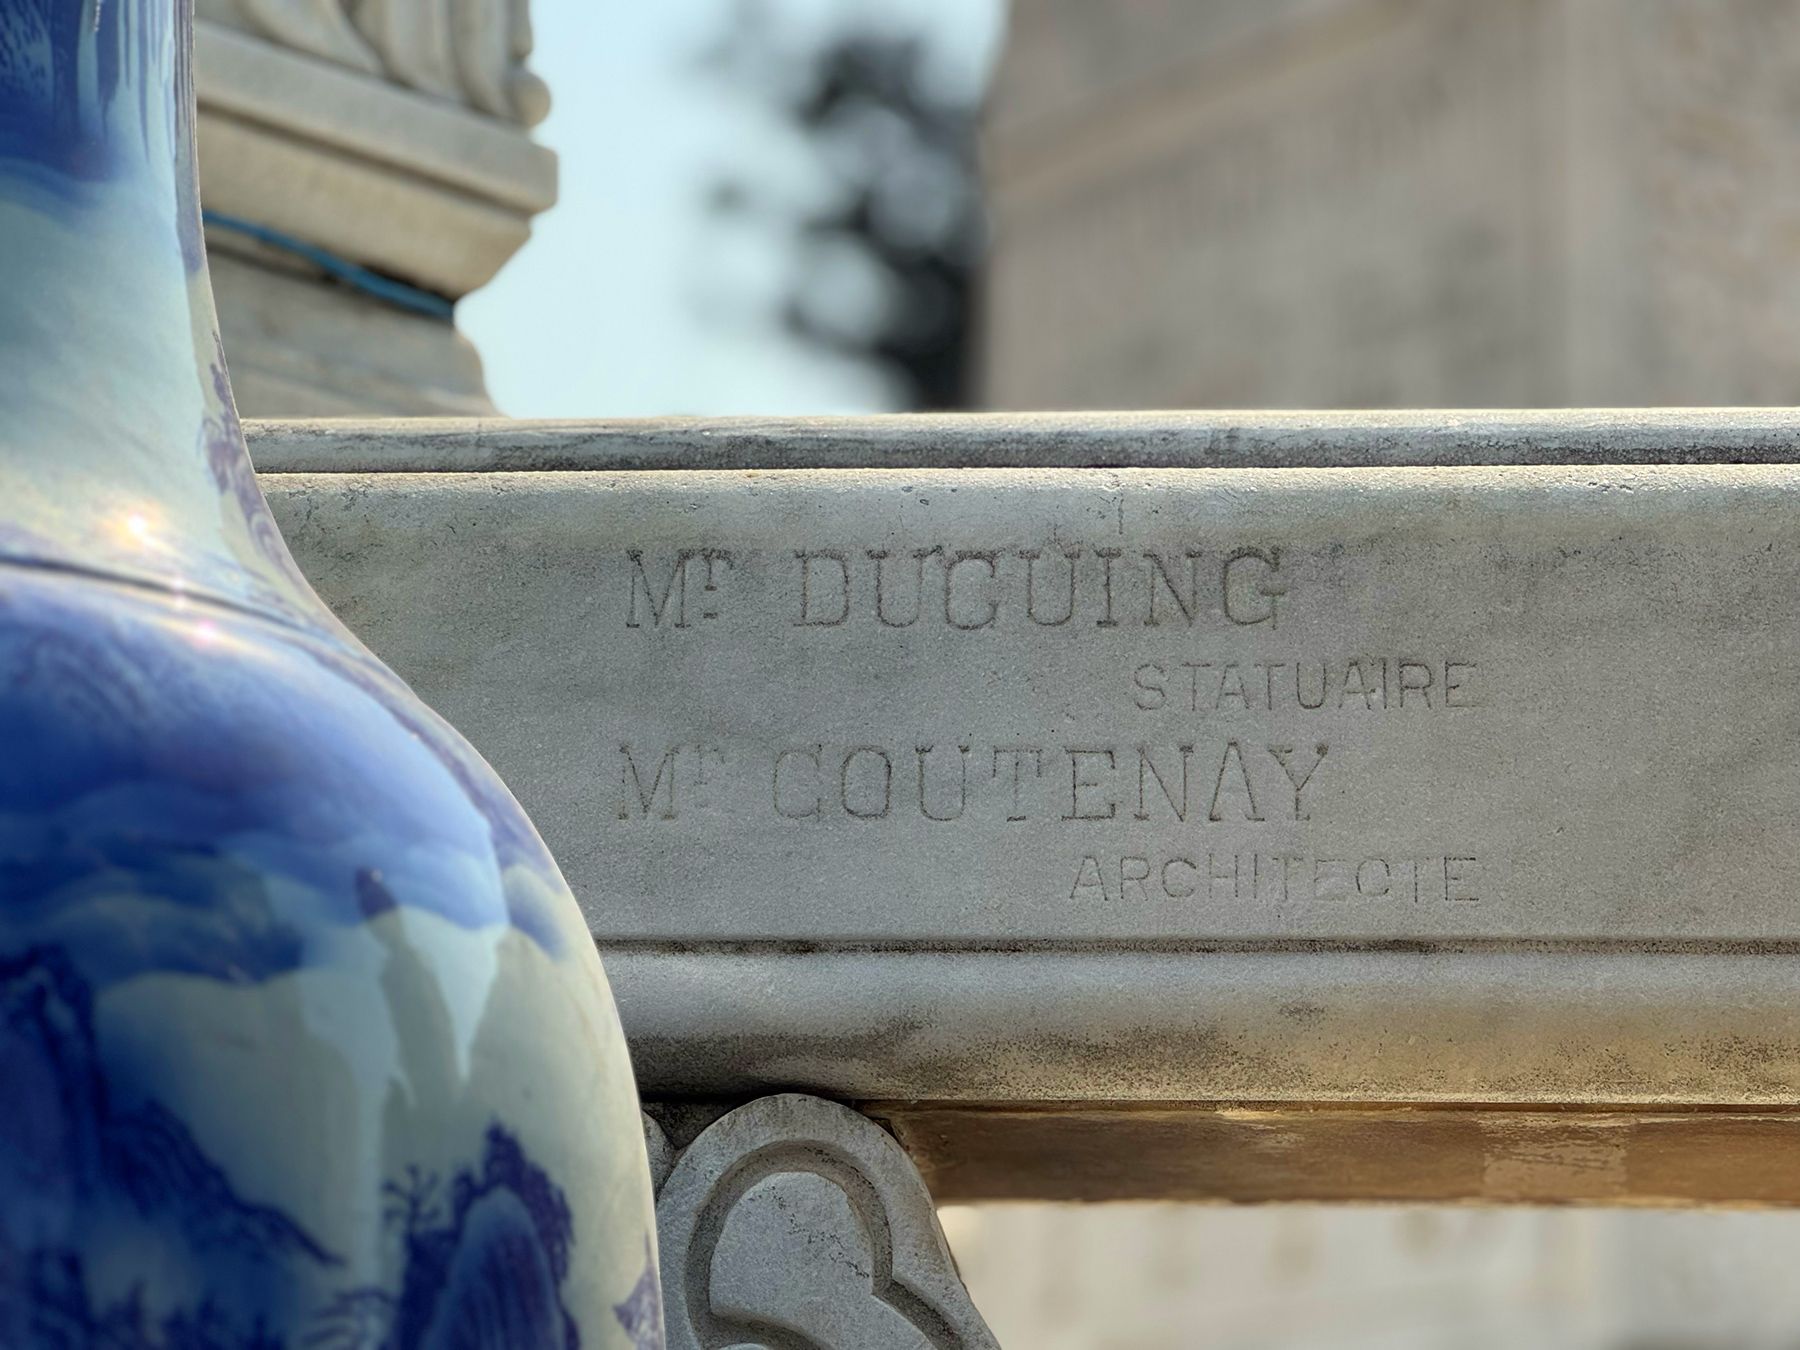 Mr DUGUING
STATUAIRE
Mr COUTENAY
ARCHITECTE